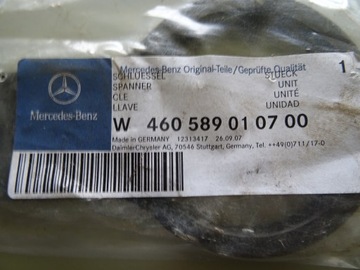 Mercedes-Benz Original-Teile/Geprüfte Qualität
SCHLUESSEL STUECK 1
SPANNER UNIT
CLE UNITÉ
LLAVE UNIDAD
Mercedes-Benz
W 460 589 01 07 00
Made in GERMANY 12313417 26.09.07
DaimlerChrysler AG, 70546 Stuttgart, Germany, Tel. ++49(0)711/17-0